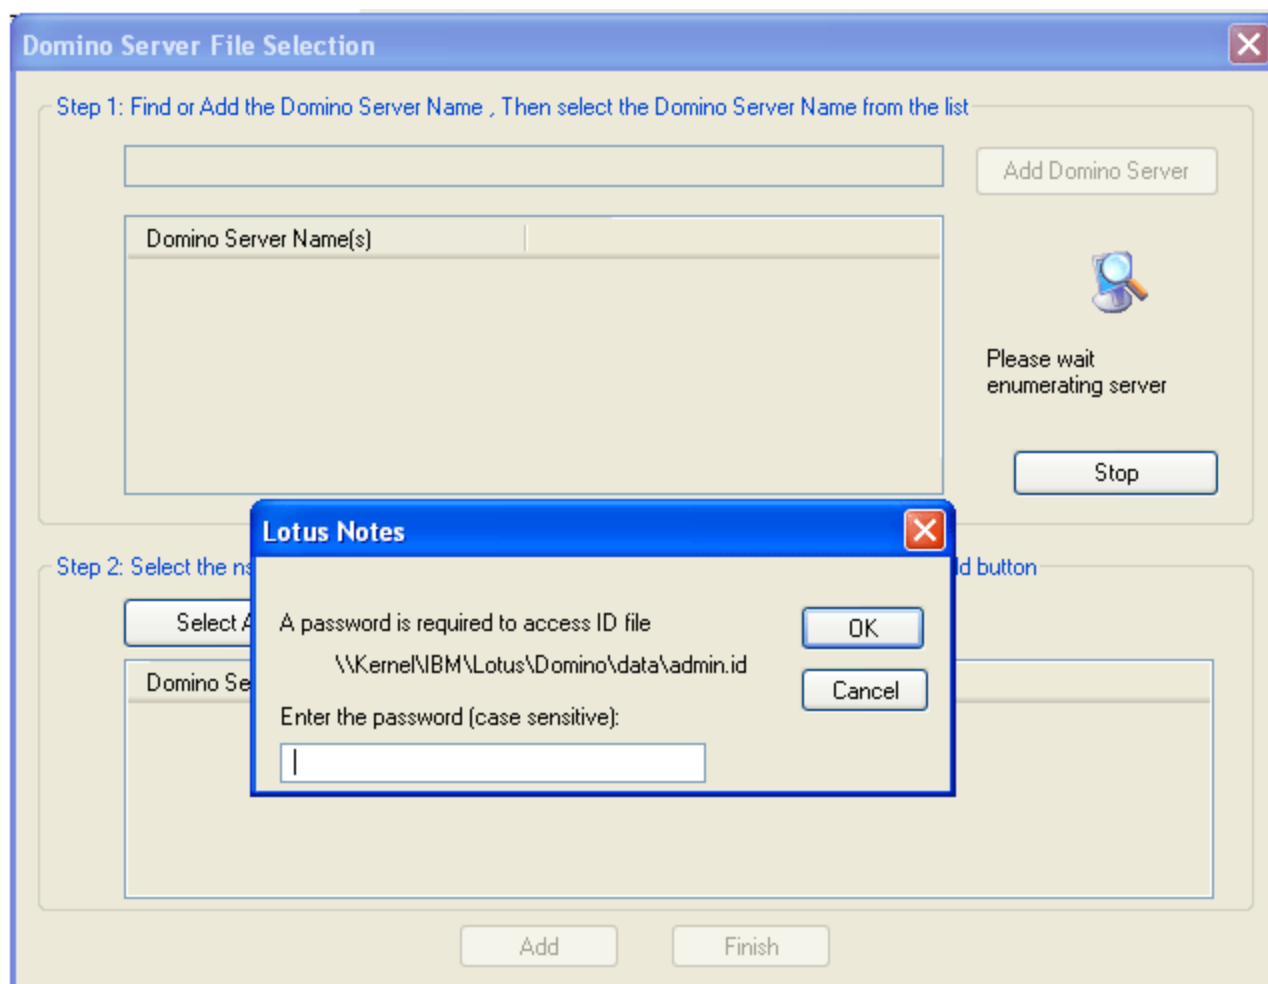 Domino Server File Selection
Step 1: Find or Add the Domino Server Name , Then select the Domino Server Name from the list
Add Domino Server
Domino Server Name(s)
Please wait
enumerating server
Stop
Lotus Notes
Step 2: Select the
button
Select
A password is required to access ID file
OK
\\Kernel\IBM\Lotus\Domino\data\admin.id
Domino
Cancel
Enter the password (case sensitive):
Add
Finish